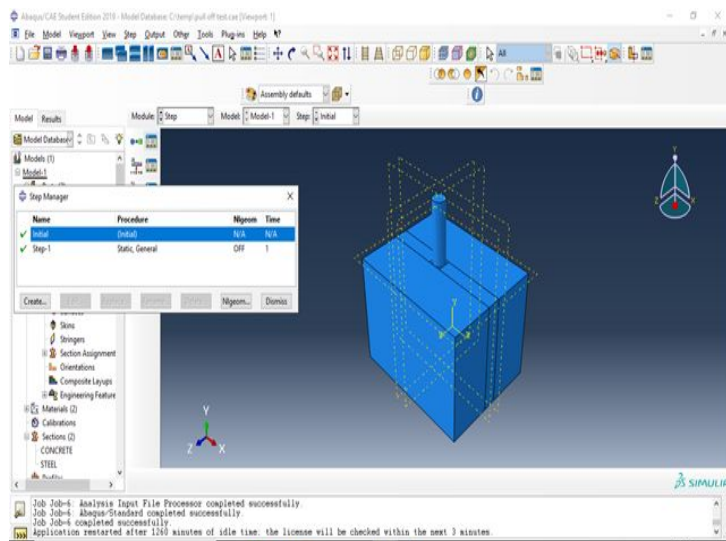 Abaqus/CAE Student Edition 2018 - Model Database: C:\temp\pull off test.cae [Viewport: 1]
File Model Viewport View Step Output Other Tools Plug-ins Help
All
Assembly defaults
Model Results
Module: Step Model: Model-1 Step: Initial
Model Database
Models (1)
Model-1
Step Manager
Name Procedure Nlgeom Time
Initial (Initial) N/A N/A
Step-1 Static, General OFF 1
Create... Nlgeom... Dismiss
Skins
Stringers
Section Assignment
Orientations
Composite Layups
Engineering Feature
Materials (2)
Calibrations
Sections (2)
CONCRETE
STEEL
Y
Z X
Y
Z X
SIMULIA
Job Job-6: Analysis Input File Processor completed successfully.
Job Job-6: Abaqus/Standard completed successfully.
Job Job-6 completed successfully.
Application restarted after 1260 minutes of idle time; the license will be checked within the next 3 minutes.